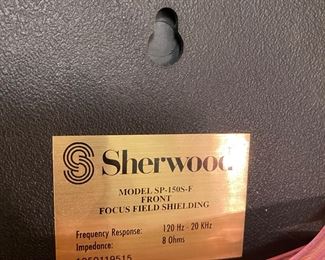 Sherwood
MODEL SP-150S-F
FRONT
FOCUS FIELD SHIELDING
Frequency Response: 120 Hz - 20 KHz
Impedance: 8 Ohms